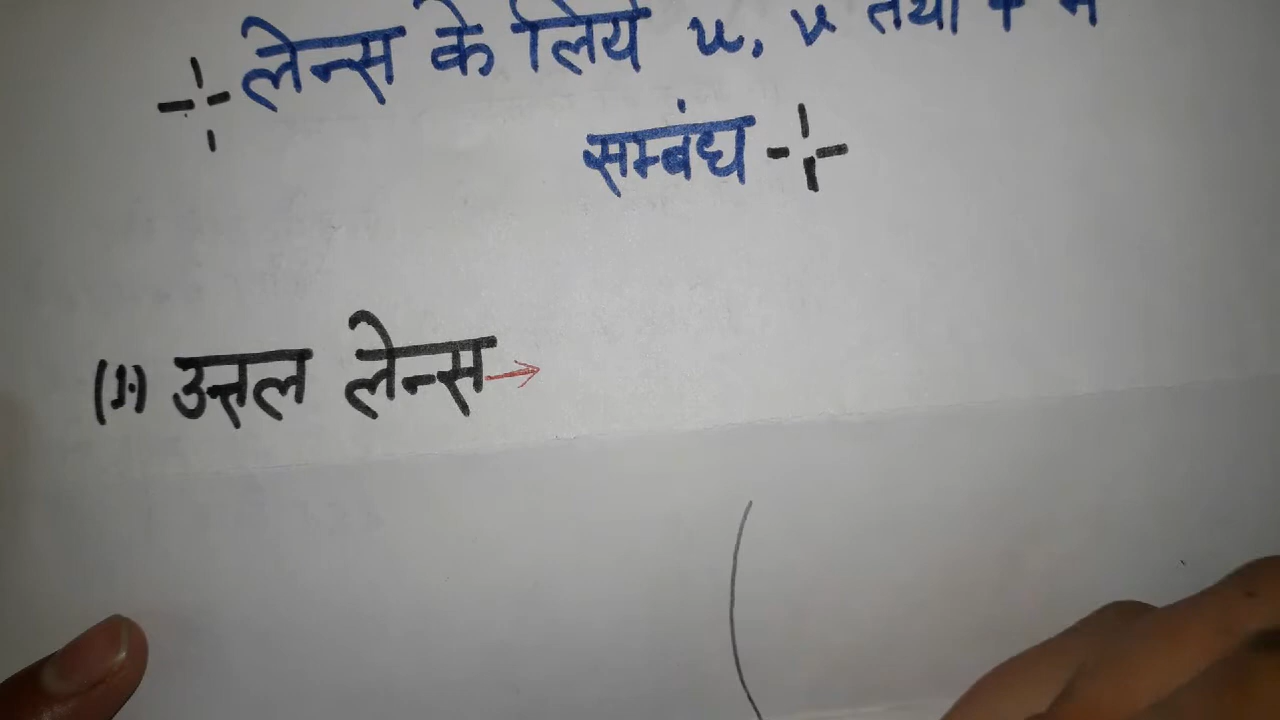 लेन्स के लिये u, v तथा f में
सम्बंध
(1.) उत्तल लेन्स →